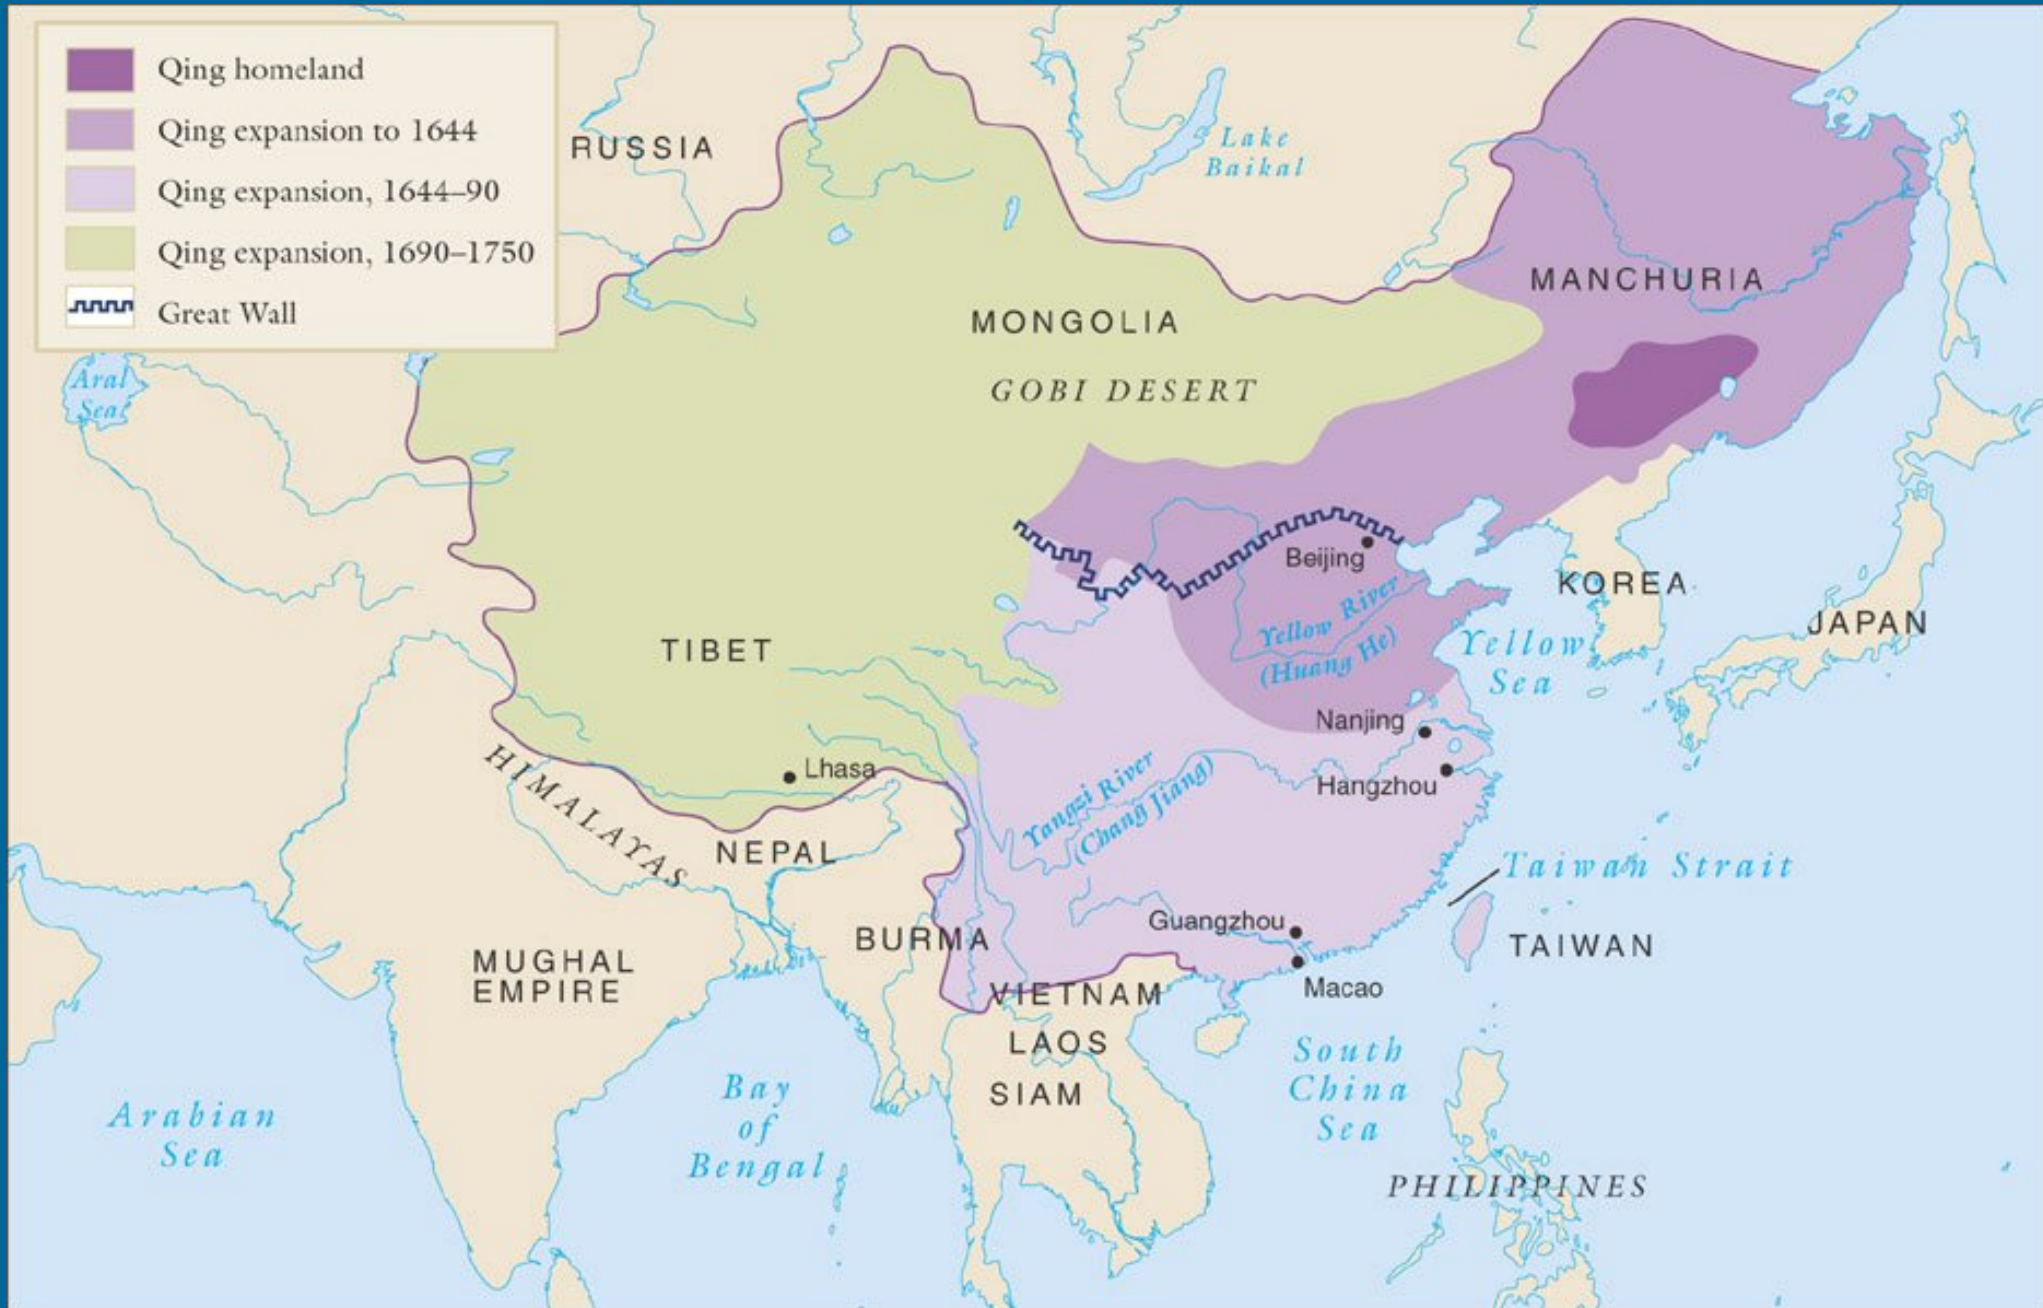 Qing homeland
Qing expansion to 1644
Qing expansion, 1644–90
Qing expansion, 1690–1750
Great Wall
RUSSIA
Lake
Baikal
MANCHURIA
MONGOLIA
GOBI DESERT
Aral
Sea
Beijing
KOREA
JAPAN
Yellow River
(Huang He)
Yellow
Sea
TIBET
Nanjing
Lhasa
Hangzhou
HIMALAYAS
Yangzi River
(Chang Jiang)
NEPAL
Taiwan Strait
Guangzhou
BURMA
TAIWAN
MUGHAL
EMPIRE
VIETNAM
Macao
LAOS
SIAM
South
China
Sea
Bay
of
Bengal
Arabian
Sea
PHILIPPINES